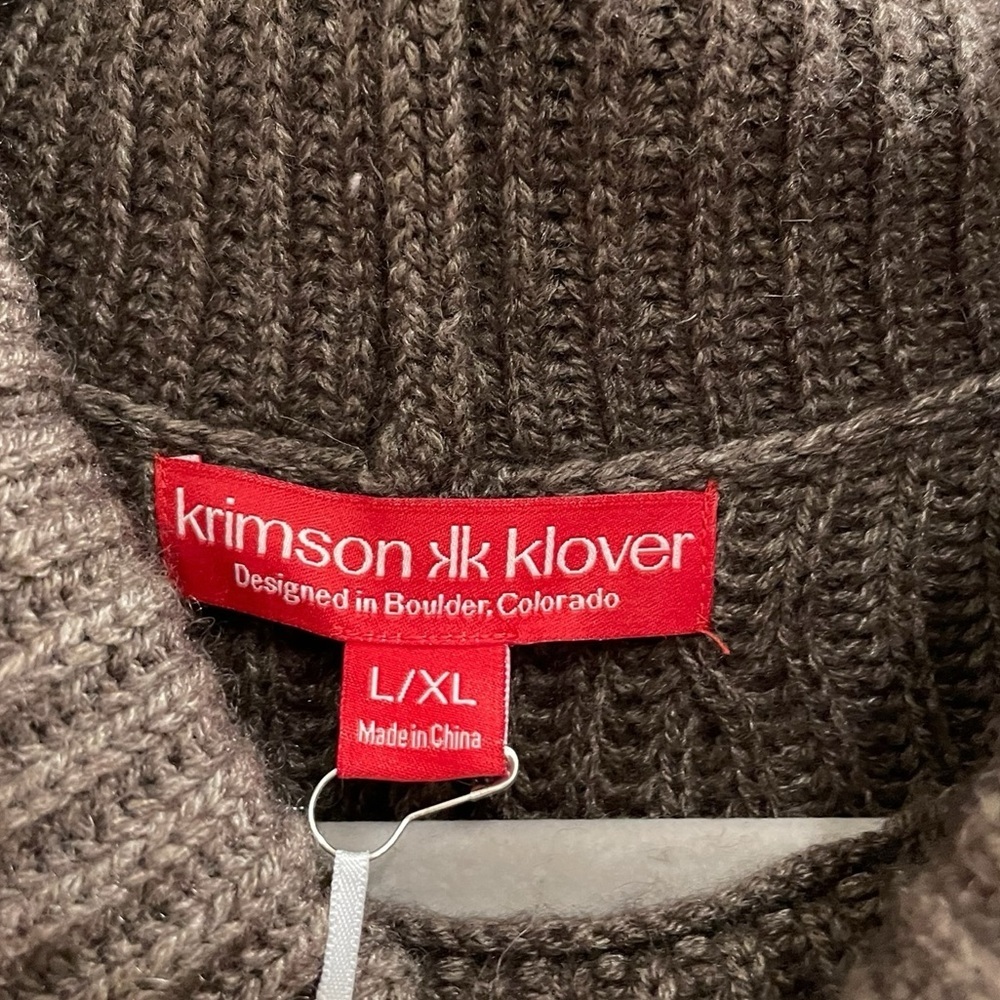 krimson kk klover
Designed in Boulder, Colorado
L/XL
Made in China